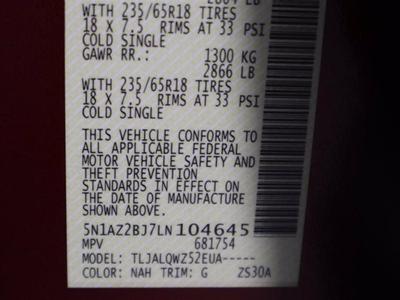 2864 LB
WITH 235/65R18 TIRES
18 X 7.5 RIMS AT 33 PSI
COLD SINGLE
GAWR RR.: 1300 KG
2866 LB
WITH 235/65R18 TIRES
18 X 7.5 RIMS AT 33 PSI
COLD SINGLE
THIS VEHICLE CONFORMS TO
ALL APPLICABLE FEDERAL
MOTOR VEHICLE SAFETY AND
THEFT PREVENTION
STANDARDS IN EFFECT ON
THE DATE OF MANUFACTURE
SHOWN ABOVE.
5N1AZ2BJ7LN104645
MPV 681754
MODEL: TLJALQWZ52EUA-----
COLOR: NAH TRIM: G ZS30A